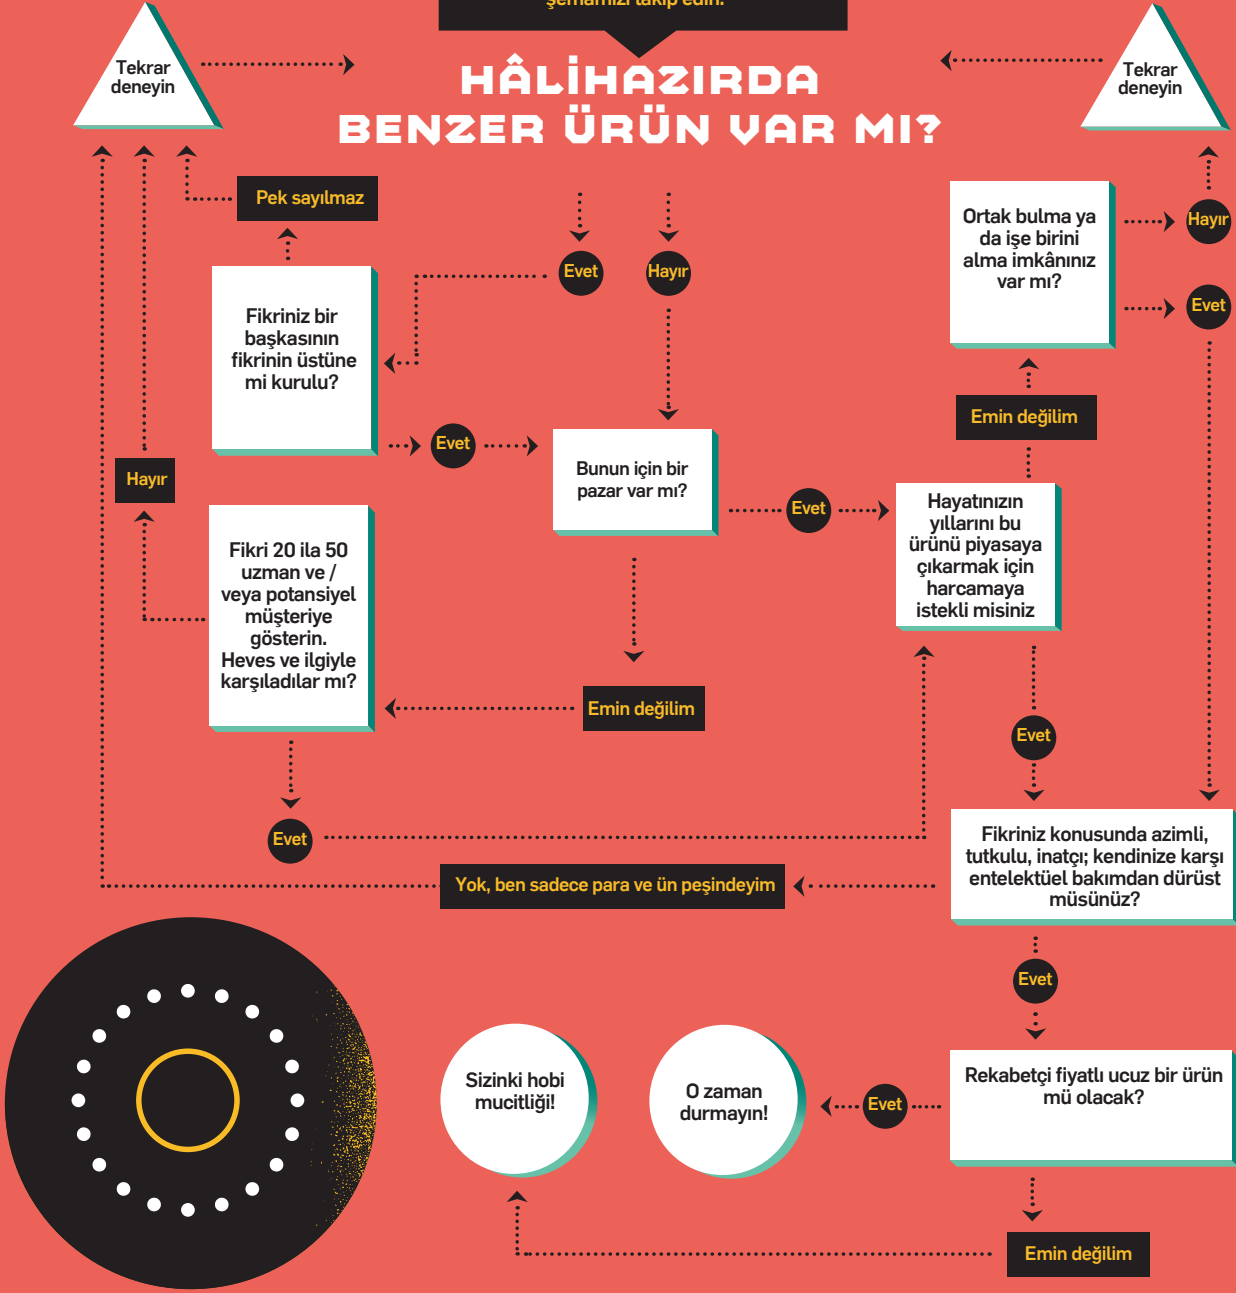 şemamızı takip edin.
Tekrar
deneyin
HÂLİHAZIRDA
BENZER ÜRÜN VAR MI?
Tekrar
deneyin
Pek sayılmaz
Evet
Hayır
Ortak bulma ya
da işe birini
alma imkânınız
var mı?
Hayır
Evet
Fikriniz bir
başkasının
fikrinin üstüne
mi kurulu?
Evet
Emin değilim
Bunun için bir
pazar var mı?
Evet
Hayır
Hayatınızın
yıllarını bu
ürünü piyasaya
çıkarmak için
harcamaya
istekli misiniz
Fikri 20 ila 50
uzman ve /
veya potansiyel
müşteriye
gösterin.
Heves ve ilgiyle
karşıladılar mı?
Emin değilim
Evet
Evet
Fikriniz konusunda azimli,
tutkulu, inatçı; kendinize karşı
entelektüel bakımdan dürüst
müsünüz?
Yok, ben sadece para ve ün peşindeyim
Evet
Sizinki hobi
mucitliği!
O zaman
durmayın!
Evet
Rekabetçi fiyatlı ucuz bir ürün
mü olacak?
Emin değilim